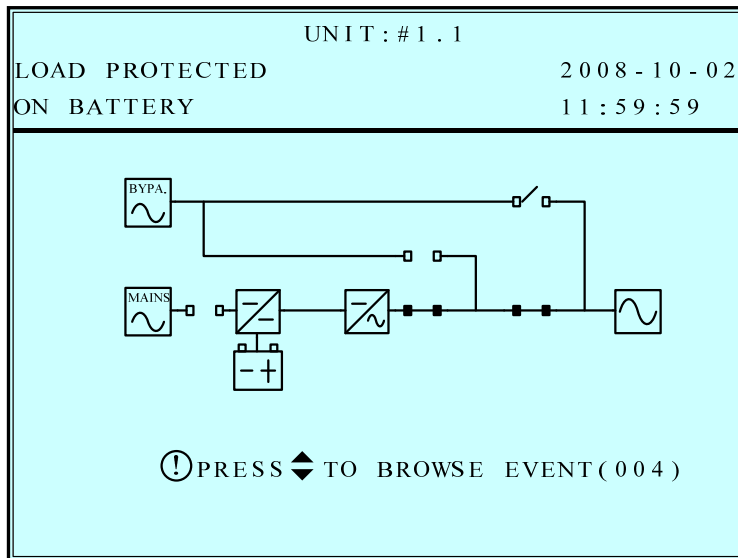 UNIT:#1.1
LOAD PROTECTED 2008-10-02
ON BATTERY 11:59:59
BYPA.
MAINS
PRESS TO BROWSE EVENT(004)